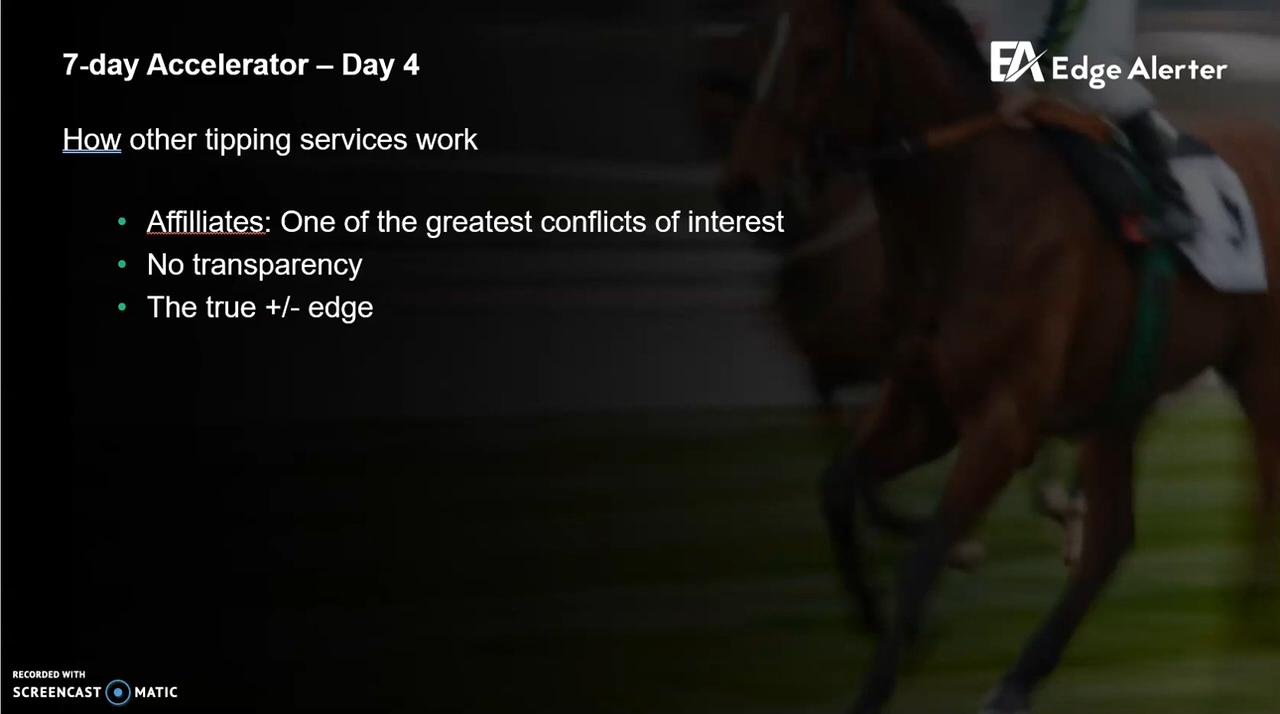 7-day Accelerator – Day 4
EA Edge Alerter
How other tipping services work
• Affilliates: One of the greatest conflicts of interest
• No transparency
• The true +/- edge
RECORDED WITH
SCREENCAST MATIC